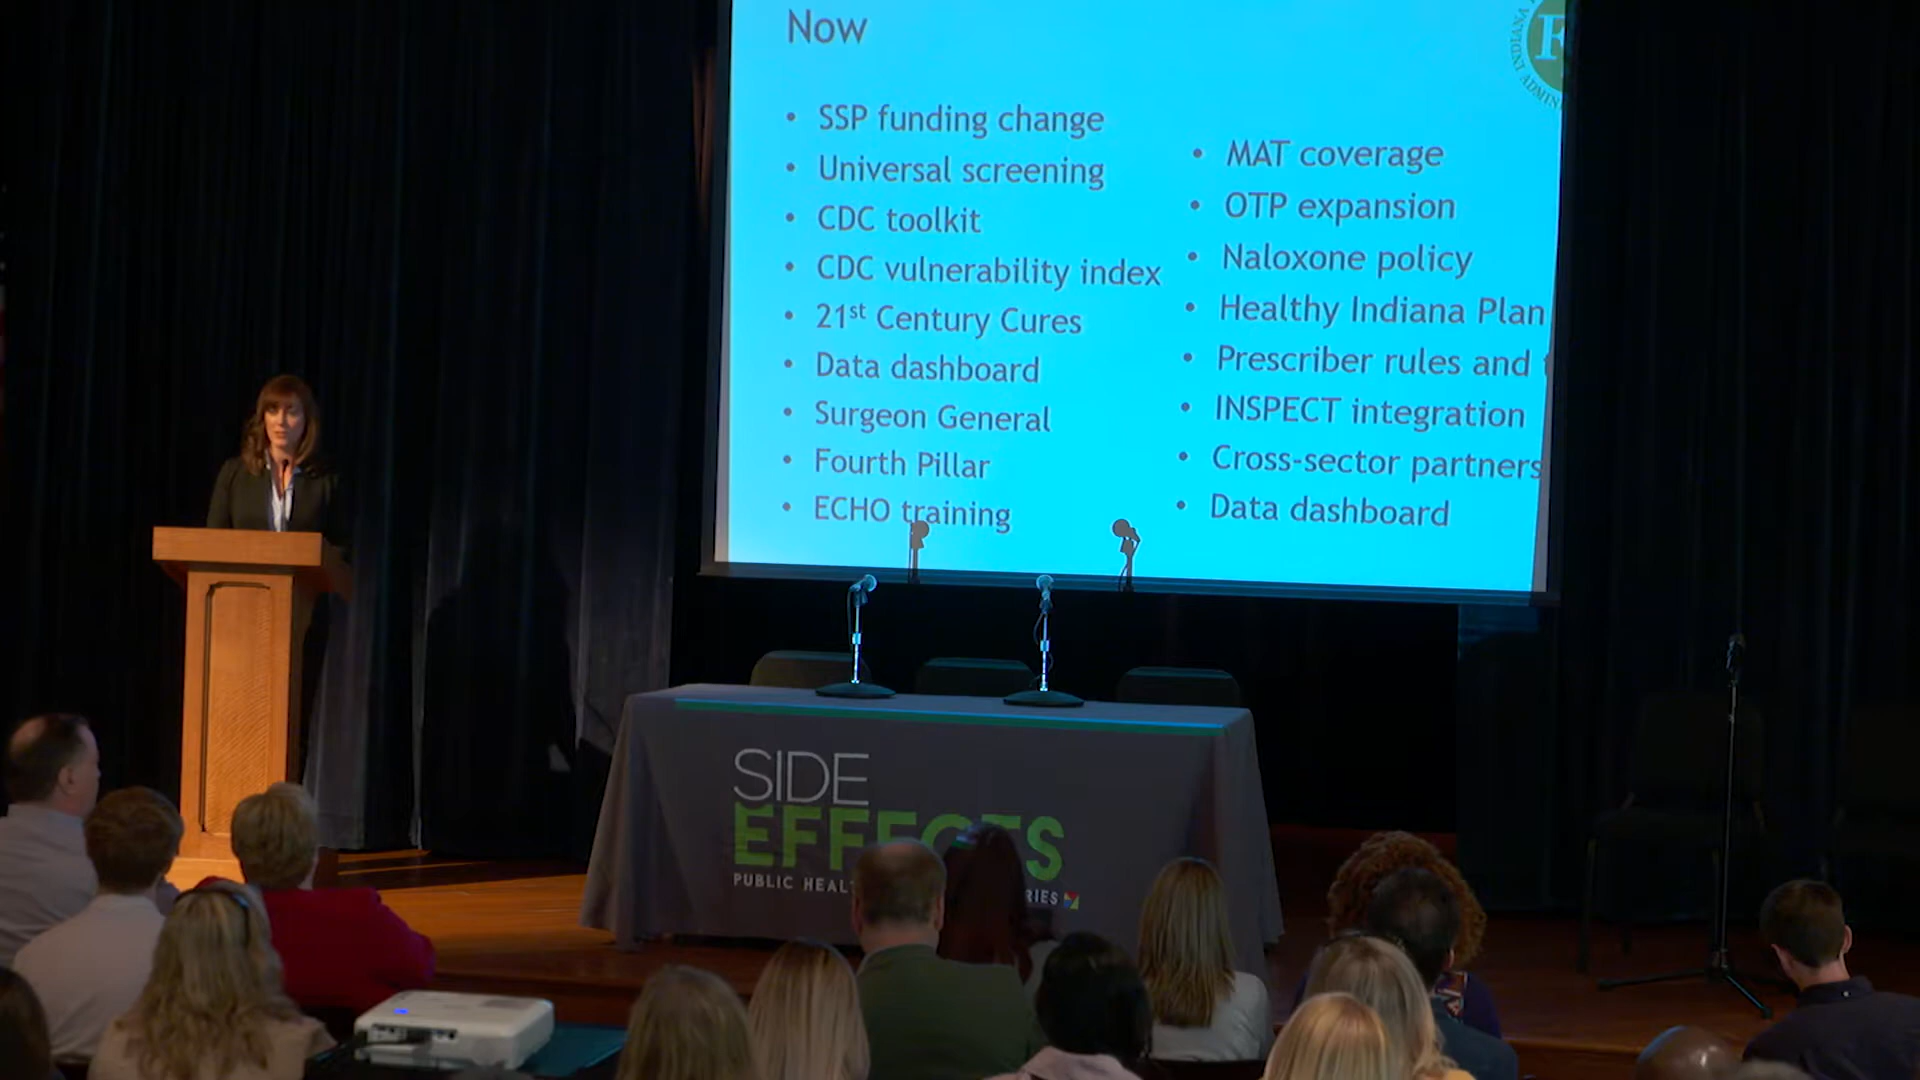 Now
• SSP funding change
• Universal screening
• CDC toolkit
• CDC vulnerability index
• 21st Century Cures
• Data dashboard
• Surgeon General
• Fourth Pillar
• ECHO training
• MAT coverage
• OTP expansion
• Naloxone policy
• Healthy Indiana Plan
• Prescriber rules and
• INSPECT integration
• Cross-sector partners
• Data dashboard
INDIANA
SIDE
EFFECTS
PUBLIC